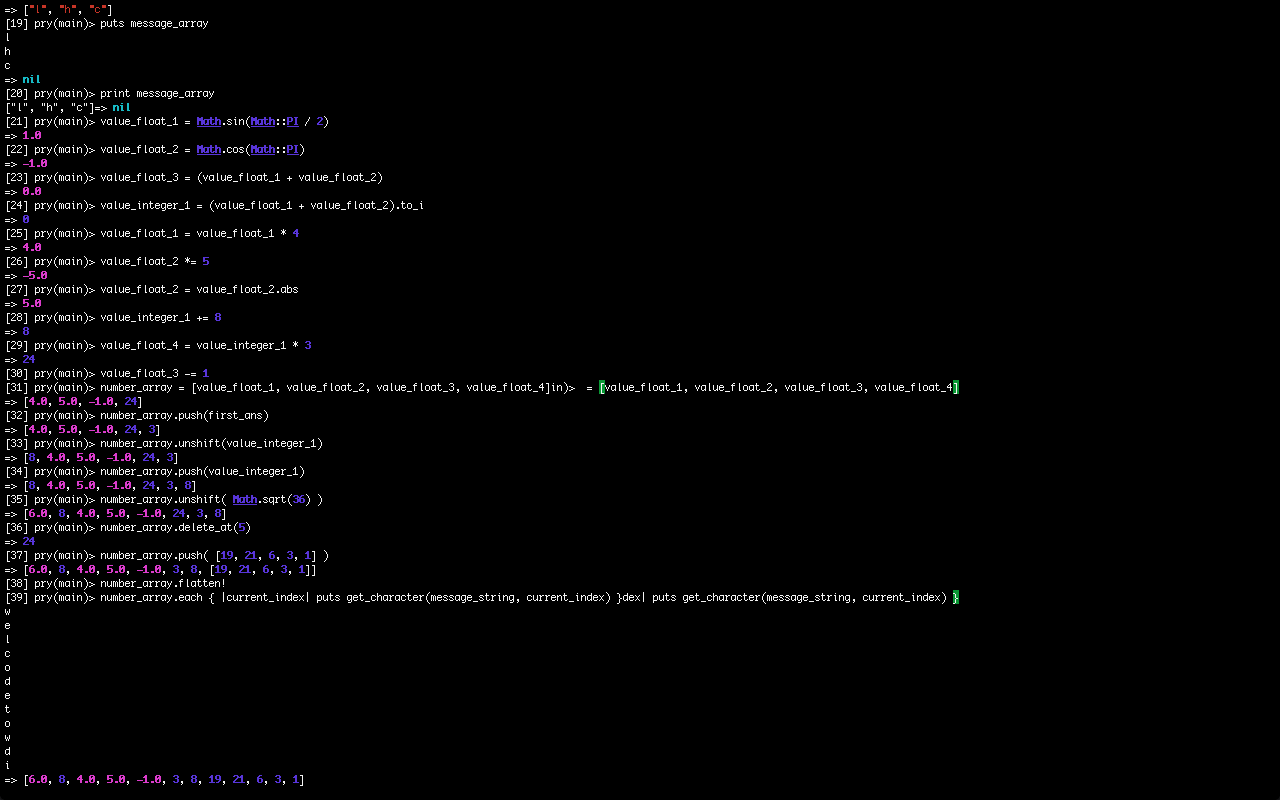 => ["l", "h", "c"]
[19] pry(main)> puts message_array
l
h
c
=> nil
[20] pry(main)> print message_array
["l", "h", "c"]=> nil
[21] pry(main)> value_float_1 = Math.sin(Math::PI / 2)
=> 1.0
[22] pry(main)> value_float_2 = Math.cos(Math::PI)
=> -1.0
[23] pry(main)> value_float_3 = (value_float_1 + value_float_2)
=> 0.0
[24] pry(main)> value_integer_1 = (value_float_1 + value_float_2).to_i
=> 0
[25] pry(main)> value_float_1 = value_float_1 * 4
=> 4.0
[26] pry(main)> value_float_2 *= 5
=> -5.0
[27] pry(main)> value_float_2 = value_float_2.abs
=> 5.0
[28] pry(main)> value_integer_1 += 8
=> 8
[29] pry(main)> value_float_4 = value_integer_1 * 3
=> 24
[30] pry(main)> value_float_3 -= 1
[31] pry(main)> number_array = [value_float_1, value_float_2, value_float_3, value_float_4]in)>  = [value_float_1, value_float_2, value_float_3, value_float_4]
=> [4.0, 5.0, -1.0, 24]
[32] pry(main)> number_array.push(first_ans)
=> [4.0, 5.0, -1.0, 24, 3]
[33] pry(main)> number_array.unshift(value_integer_1)
=> [8, 4.0, 5.0, -1.0, 24, 3]
[34] pry(main)> number_array.push(value_integer_1)
=> [8, 4.0, 5.0, -1.0, 24, 3, 8]
[35] pry(main)> number_array.unshift( Math.sqrt(36) )
=> [6.0, 8, 4.0, 5.0, -1.0, 24, 3, 8]
[36] pry(main)> number_array.delete_at(5)
=> 24
[37] pry(main)> number_array.push( [19, 21, 6, 3, 1] )
=> [6.0, 8, 4.0, 5.0, -1.0, 3, 8, [19, 21, 6, 3, 1]]
[38] pry(main)> number_array.flatten!
[39] pry(main)> number_array.each { |current_index| puts get_character(message_string, current_index) }dex| puts get_character(message_string, current_index) }
w
e
l
c
o
d
e
t
o
w
d
i
=> [6.0, 8, 4.0, 5.0, -1.0, 3, 8, 19, 21, 6, 3, 1]